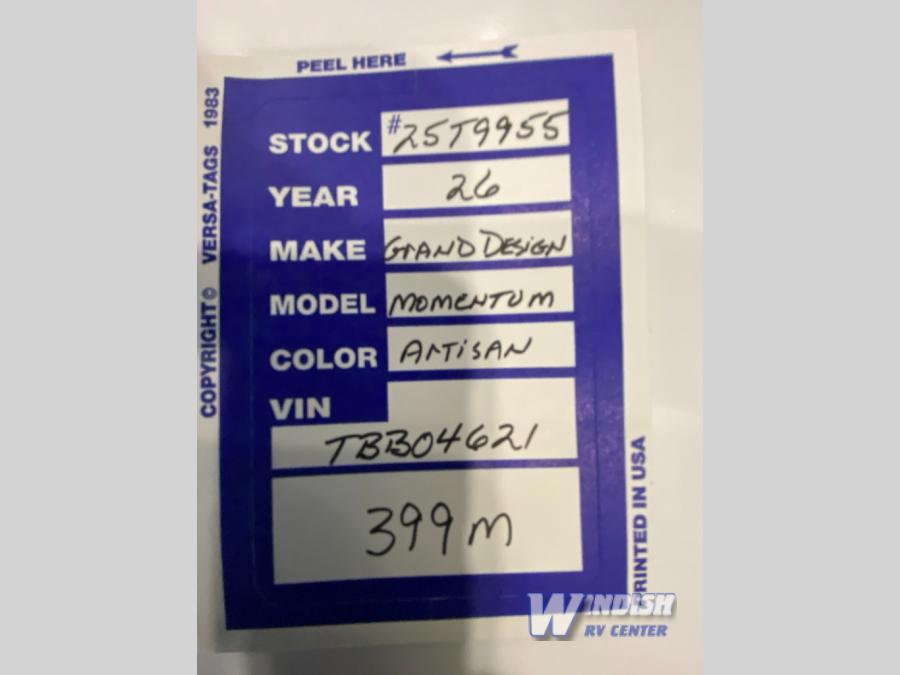 PEEL HERE
COPYRIGHT © VERSA-TAGS 1983
STOCK #25T9955
YEAR 26
MAKE GRAND DESIGN
MODEL MOMENTUM
COLOR ARTISAN
VIN
TBB04621
399M
PRINTED IN USA
WINDISH
RV CENTER